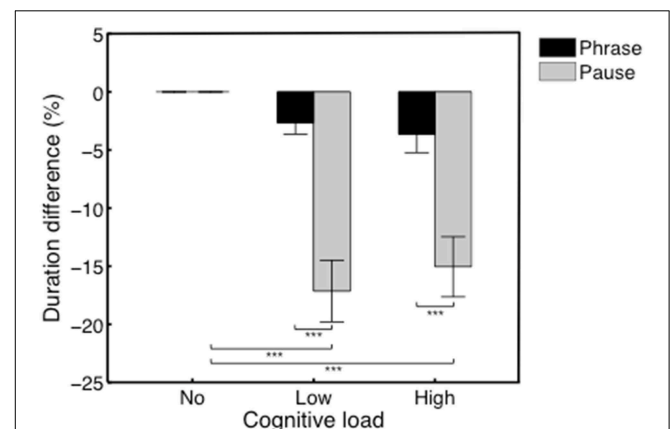 5
0
−5
−10
−15
−20
−25
Duration difference (%)
Phrase
Pause
***
***
***
***
No Low High
Cognitive load